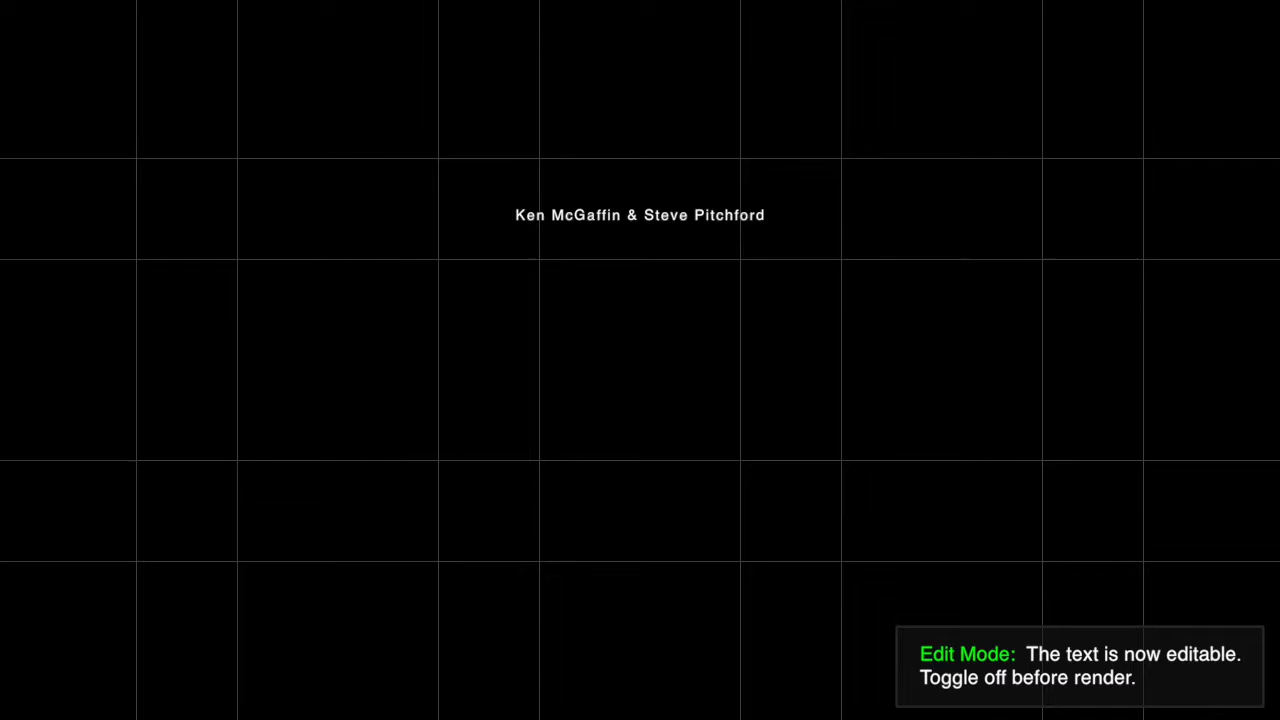 Ken McGaffin & Steve Pitchford
Edit Mode: The text is now editable.
Toggle off before render.